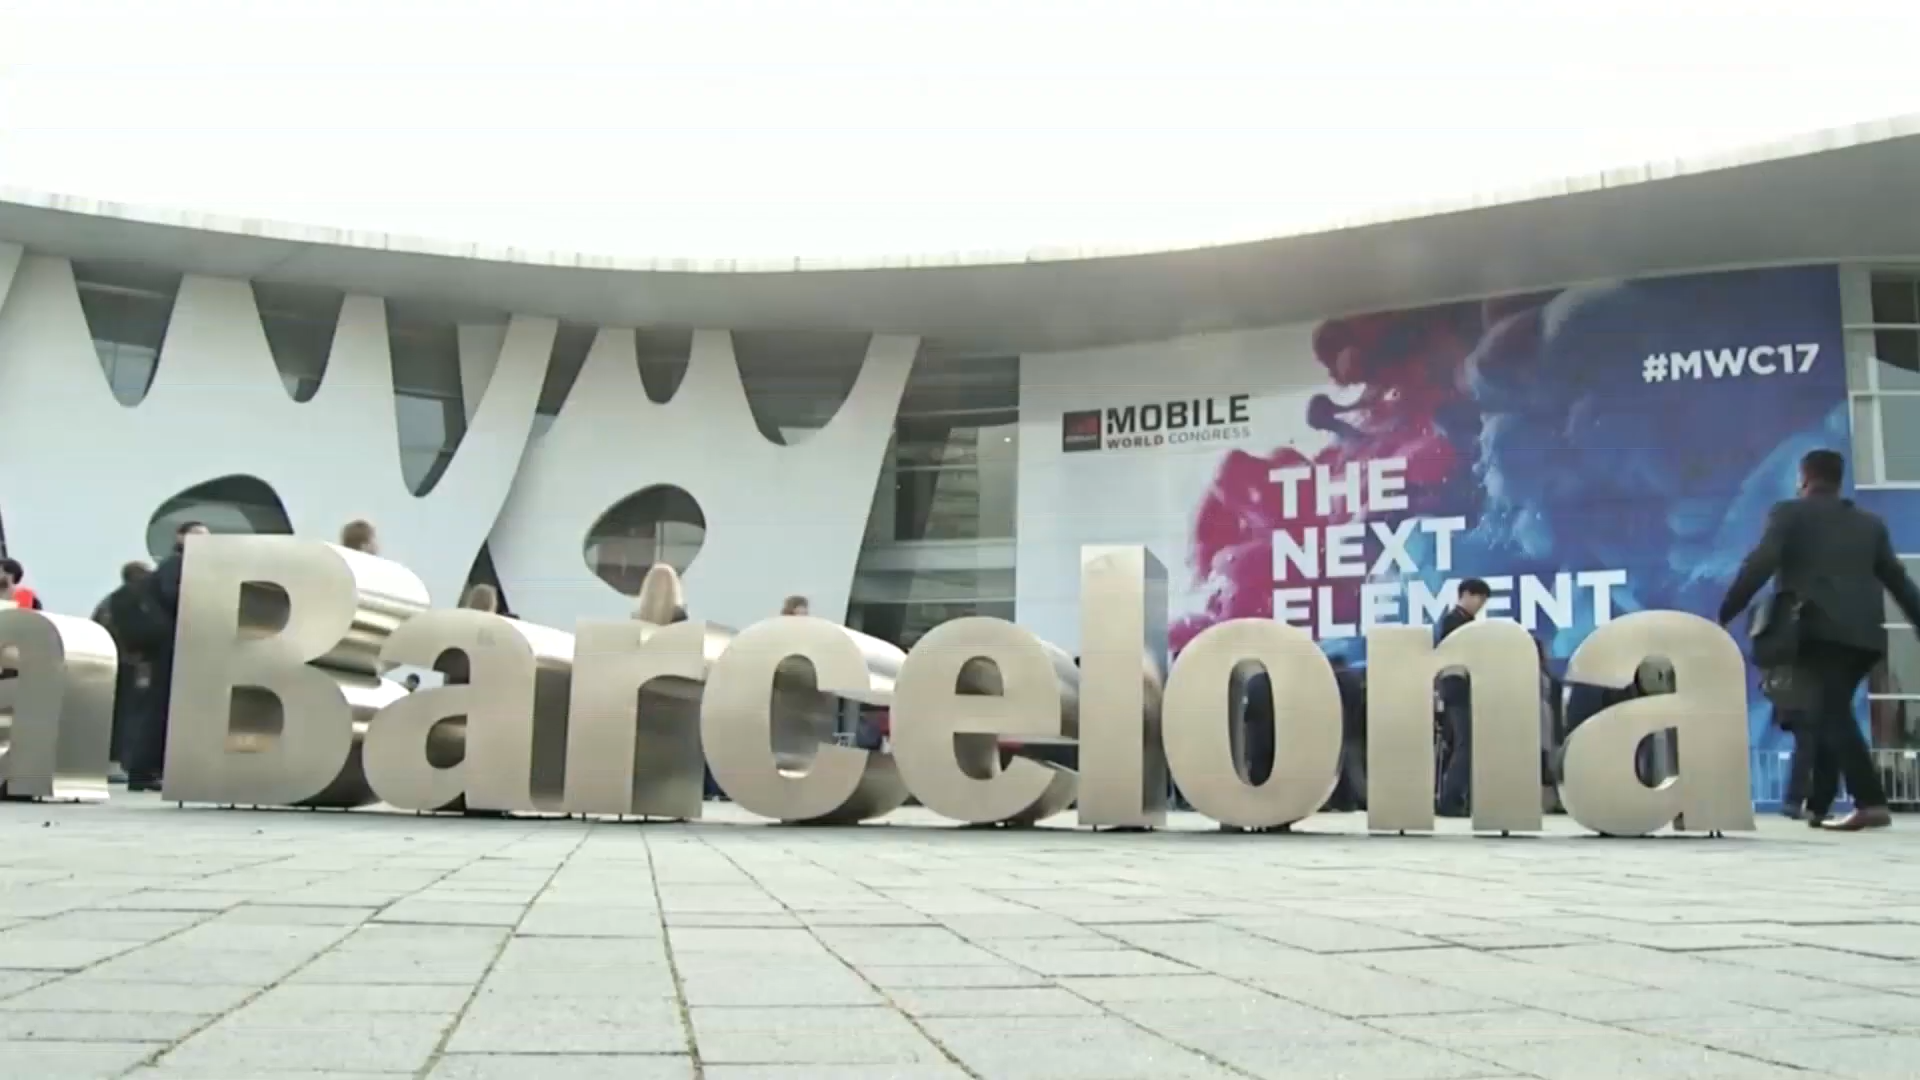 #MWC17
MOBILE
WORLD CONGRESS
THE
NEXT
ELEMENT
a Barcelona